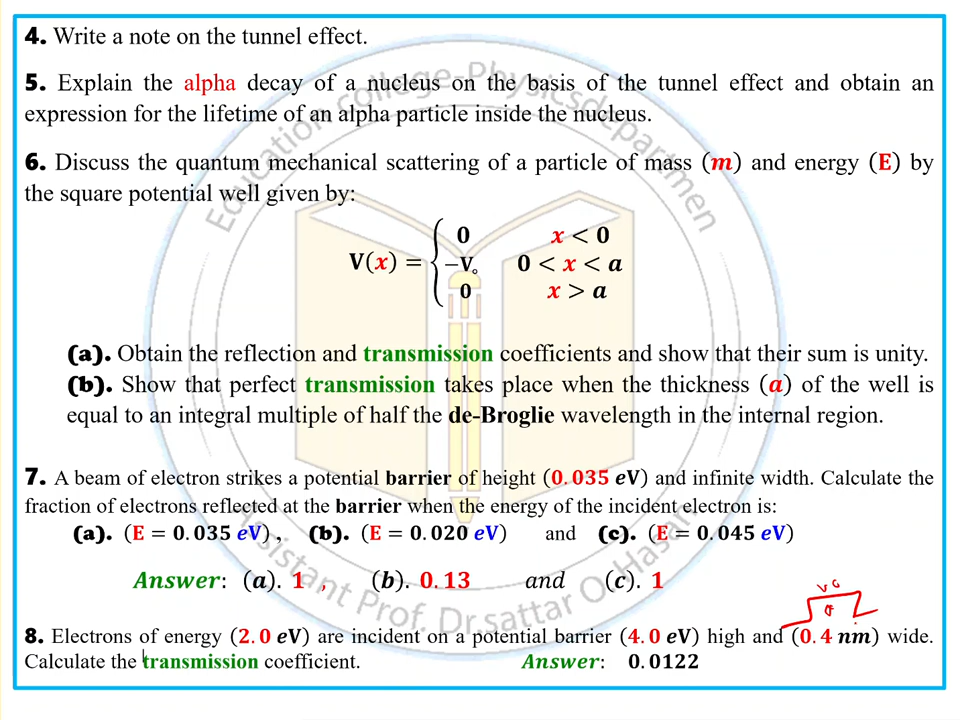 4. Write a note on the tunnel effect.
5. Explain the alpha decay of a nucleus on the basis of the tunnel effect and obtain an
expression for the lifetime of an alpha particle inside the nucleus.
6. Discuss the quantum mechanical scattering of a particle of mass (m) and energy (E) by
the square potential well given by:
V(x) = { 0 x < 0
−V₀ 0 < x < a
0 x > a
(a). Obtain the reflection and transmission coefficients and show that their sum is unity.
(b). Show that perfect transmission takes place when the thickness (a) of the well is
equal to an integral multiple of half the de-Broglie wavelength in the internal region.
7. A beam of electron strikes a potential barrier of height (0.035 eV) and infinite width. Calculate the
fraction of electrons reflected at the barrier when the energy of the incident electron is:
(a). (E = 0.035 eV), (b). (E = 0.020 eV) and (c). (E = 0.045 eV)
Answer: (a). 1 , (b). 0.13 and (c). 1
8. Electrons of energy (2.0 eV) are incident on a potential barrier (4.0 eV) high and (0.4 nm) wide.
Calculate the transmission coefficient. Answer: 0.0122
Education college-Physicsdepartmen
Assistant Prof. Dr.sattar O. Hasan